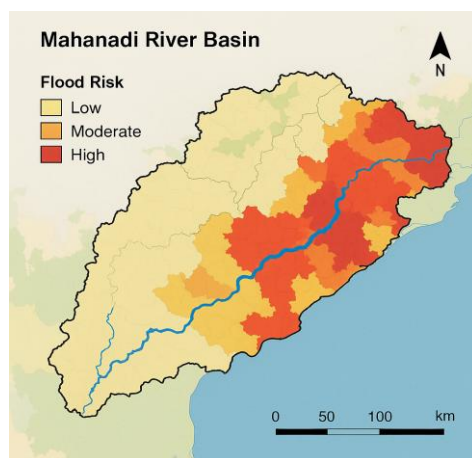 Mahanadi River Basin
N
Flood Risk
Low
Moderate
High
0 50 100 km